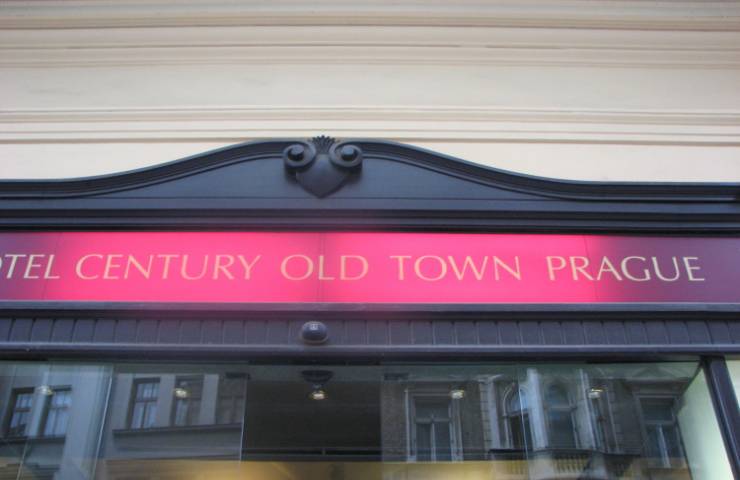 OTEL CENTURY OLD TOWN PRAGUE